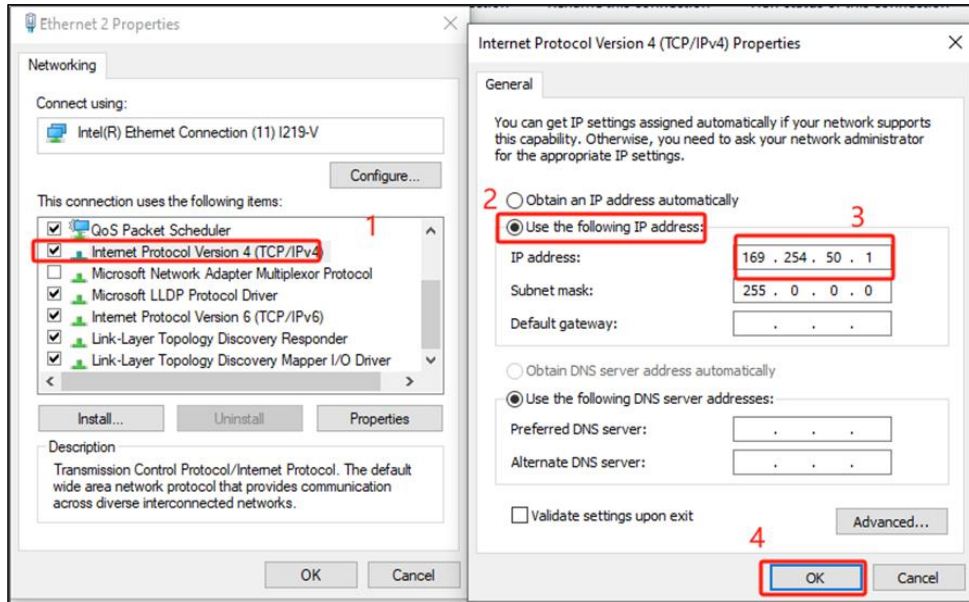 Ethernet 2 Properties
Networking
Connect using:
Intel(R) Ethernet Connection (11) I219-V
Configure...
This connection uses the following items:
1
QoS Packet Scheduler
Internet Protocol Version 4 (TCP/IPv4)
Microsoft Network Adapter Multiplexor Protocol
Microsoft LLDP Protocol Driver
Internet Protocol Version 6 (TCP/IPv6)
Link-Layer Topology Discovery Responder
Link-Layer Topology Discovery Mapper I/O Driver
Install...
Uninstall
Properties
Description
Transmission Control Protocol/Internet Protocol. The default
wide area network protocol that provides communication
across diverse interconnected networks.
OK
Cancel
Internet Protocol Version 4 (TCP/IPv4) Properties
General
You can get IP settings assigned automatically if your network supports
this capability. Otherwise, you need to ask your network administrator
for the appropriate IP settings.
2
Obtain an IP address automatically
Use the following IP address:
3
IP address:
169 . 254 . 50 . 1
Subnet mask:
255 . 0 . 0 . 0
Default gateway:
. . .
Obtain DNS server address automatically
Use the following DNS server addresses:
Preferred DNS server:
. . .
Alternate DNS server:
. . .
Validate settings upon exit
Advanced...
4
OK
Cancel